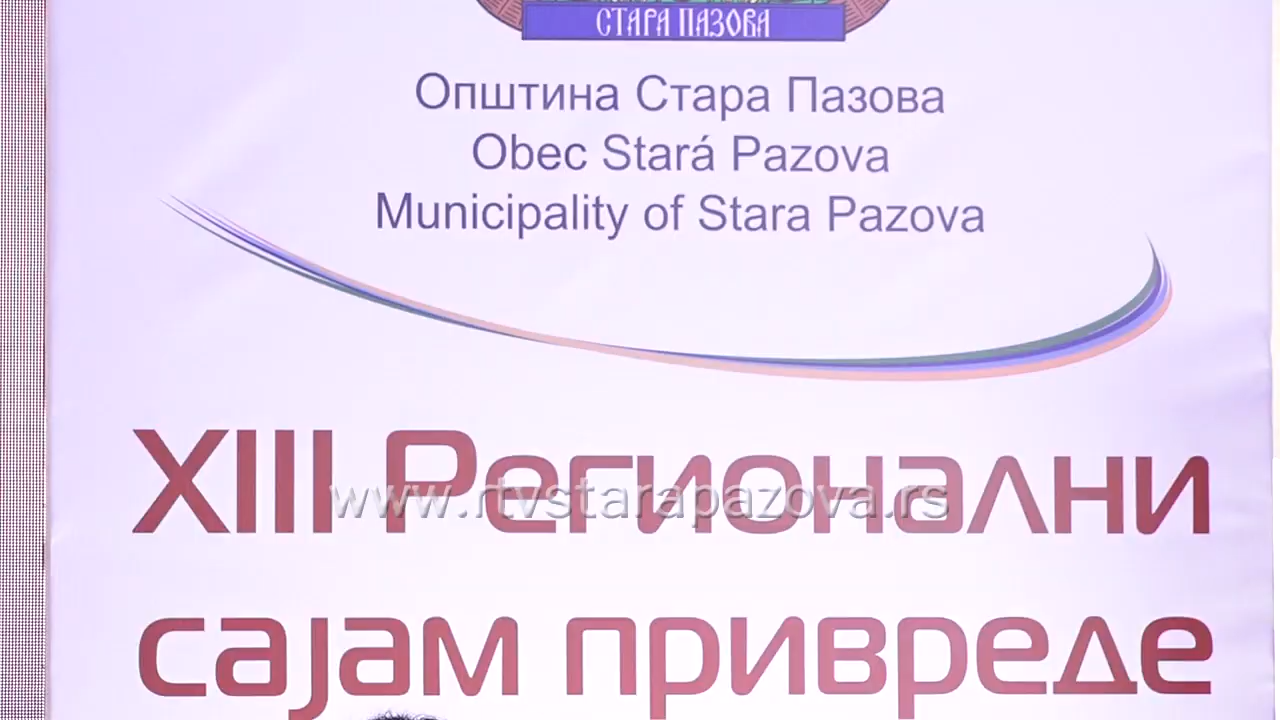 СТАРА ПАЗОВА
Општина Стара Пазова
Obec Stará Pazova
Municipality of Stara Pazova
XIII Регионални
www.rtvstarapazova.rs
сајам привреде